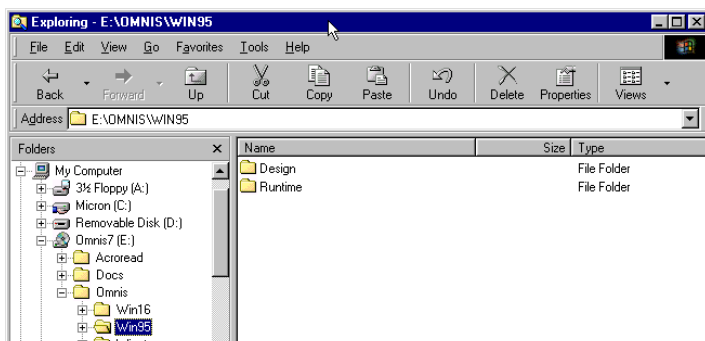 Exploring - E:\OMNIS\WIN95
File Edit View Go Favorites Tools Help
Back Forward Up Cut Copy Paste Undo Delete Properties Views
Address E:\OMNIS\WIN95
Folders
Name Size Type
My Computer
3½ Floppy (A:)
Micron (C:)
Removable Disk (D:)
Omnis7 (E:)
Acroread
Docs
Omnis
Win16
Win95
Design File Folder
Runtime File Folder